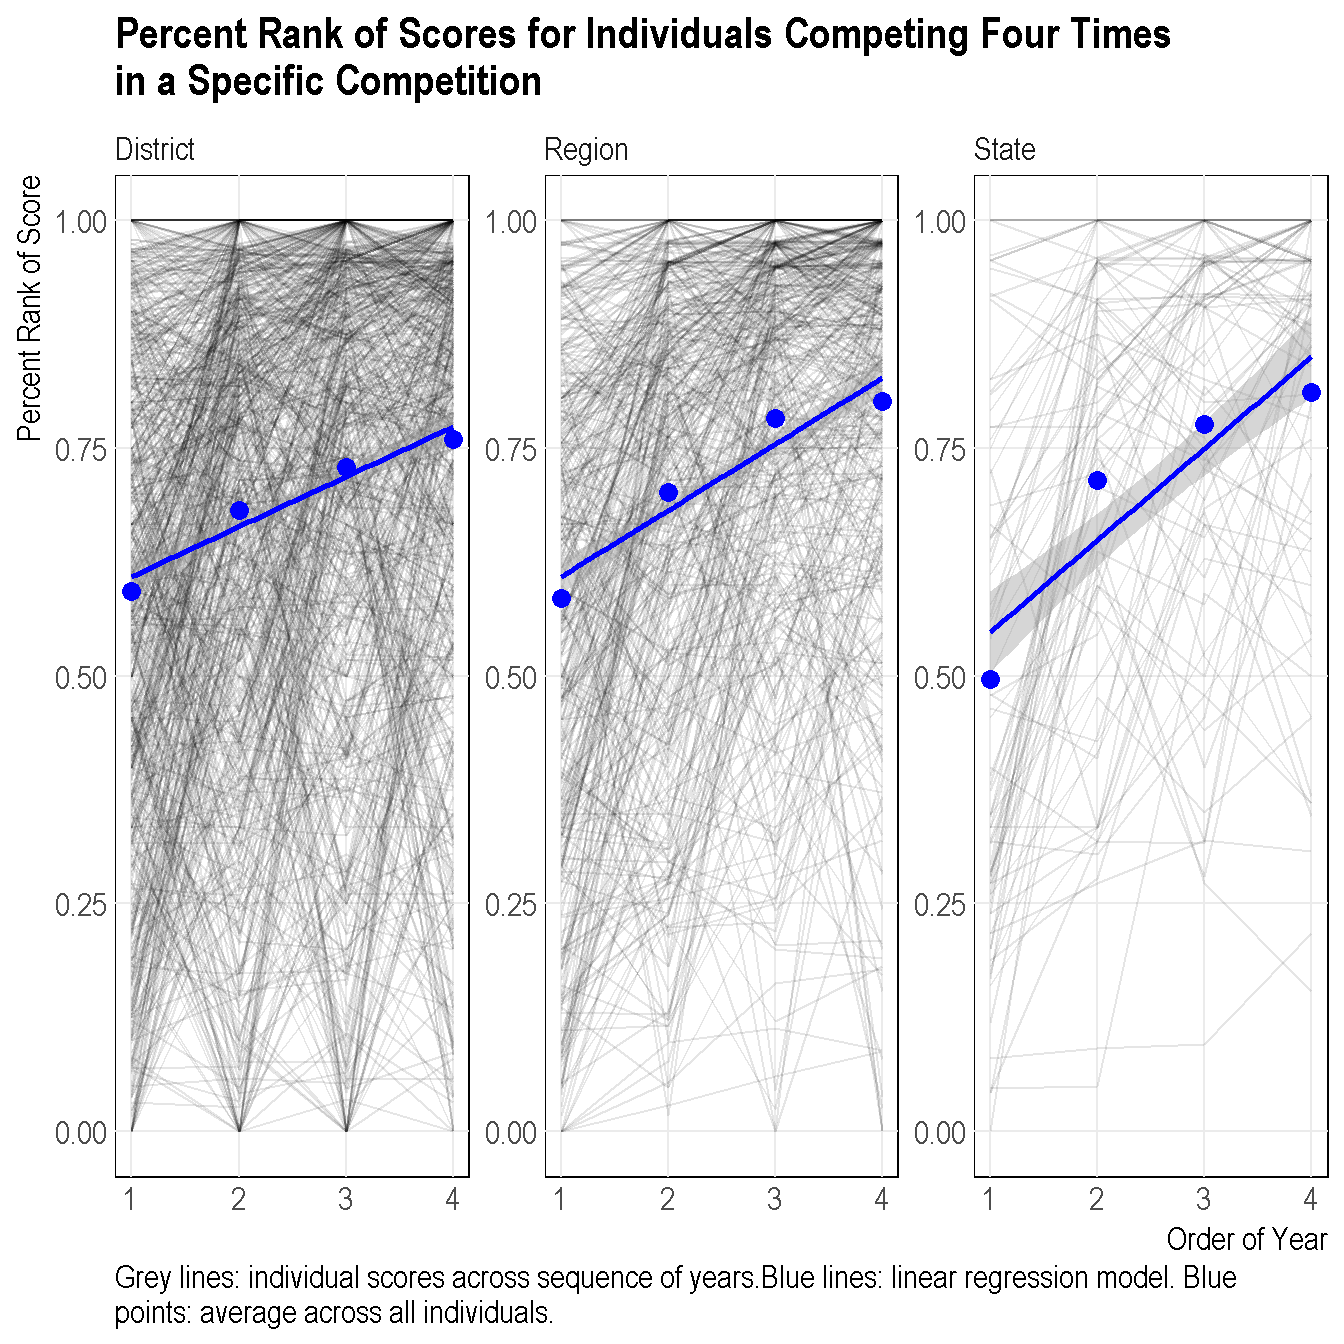 Percent Rank of Scores for Individuals Competing Four Times
in a Specific Competition
District
Region
State
Percent Rank of Score
1.00
0.75
0.50
0.25
0.00
1.00
0.75
0.50
0.25
0.00
1.00
0.75
0.50
0.25
0.00
1 2 3 4
1 2 3 4
1 2 3 4
Order of Year
Grey lines: individual scores across sequence of years.Blue lines: linear regression model. Blue
points: average across all individuals.